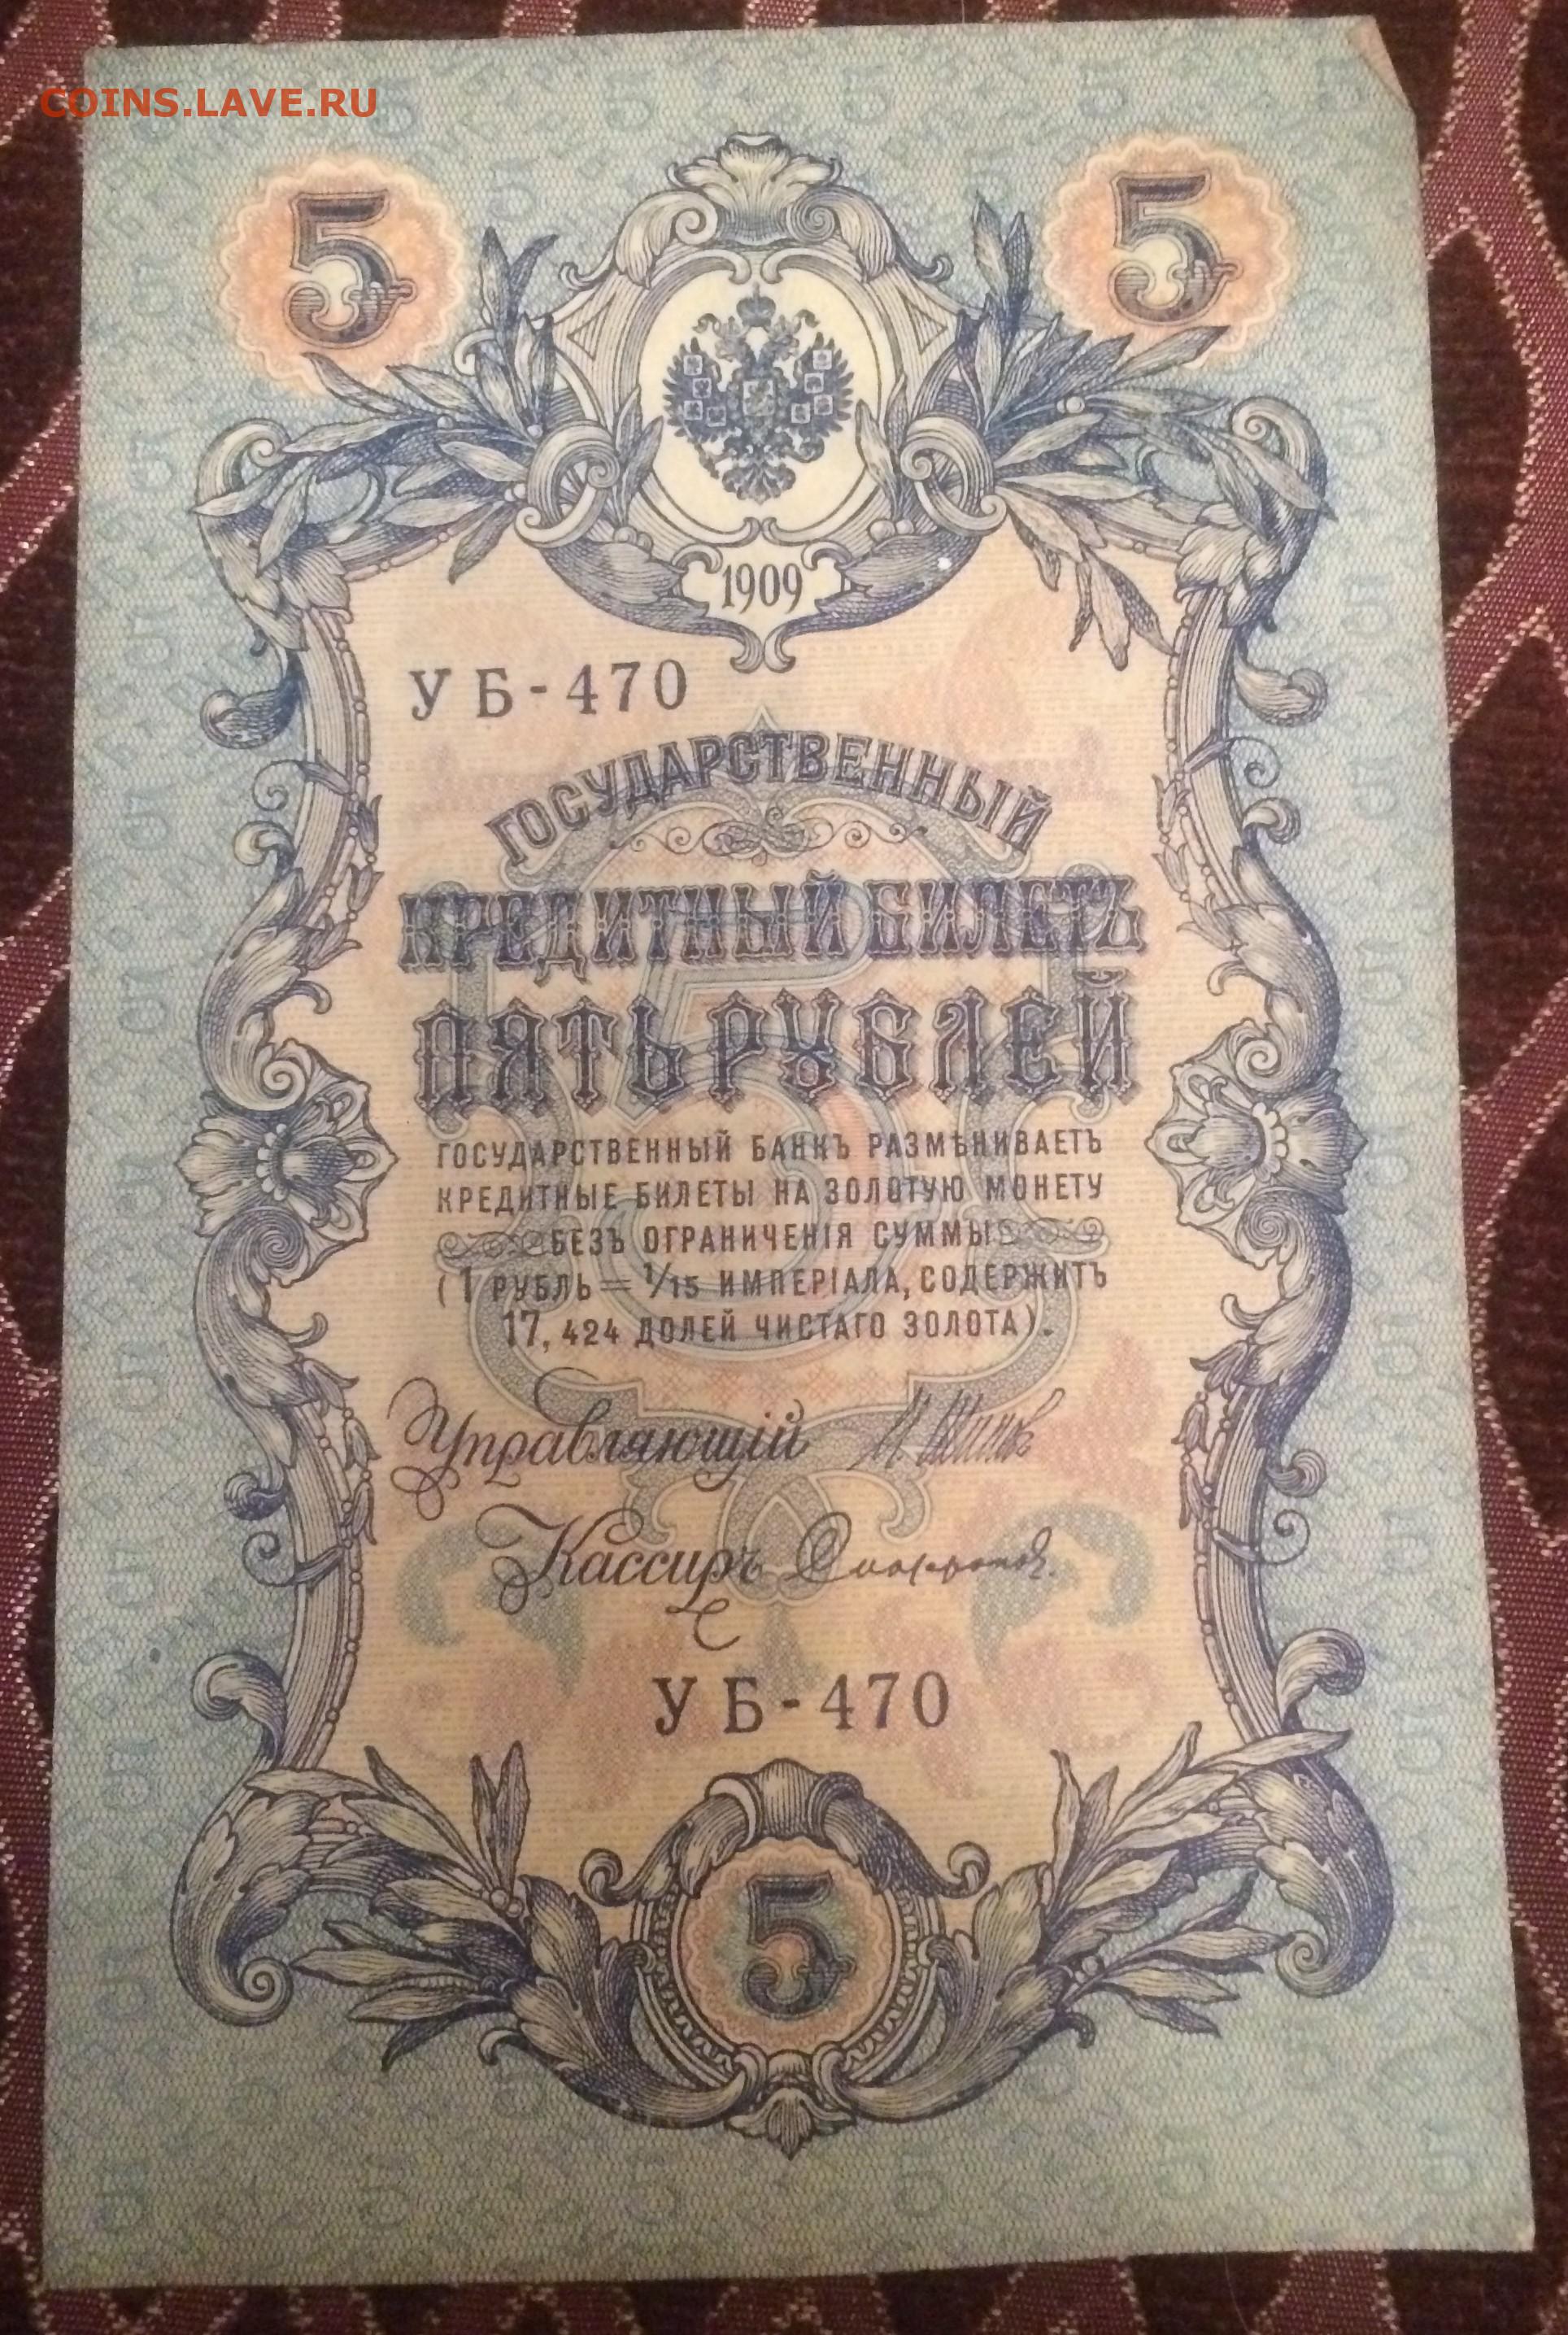 COINS.LAVE.RU
5 5
1909
УБ-470
ГОСУДАРСТВЕННЫЙ
КРЕДИТНЫЙ БИЛЕТЪ
ПЯТЬ РУБЛЕЙ
ГОСУДАРСТВЕННЫЙ БАНКЪ РАЗМѢНИВАЕТЪ
КРЕДИТНЫЕ БИЛЕТЫ НА ЗОЛОТУЮ МОНЕТУ
БЕЗЪ ОГРАНИЧЕНІЯ СУММЫ
(1 РУБЛЬ = 1/15 ИМПЕРІАЛА, СОДЕРЖИТЪ
17,424 ДОЛЕЙ ЧИСТАГО ЗОЛОТА).
Управляющій И. Шиповъ
Кассиръ
УБ-470
5